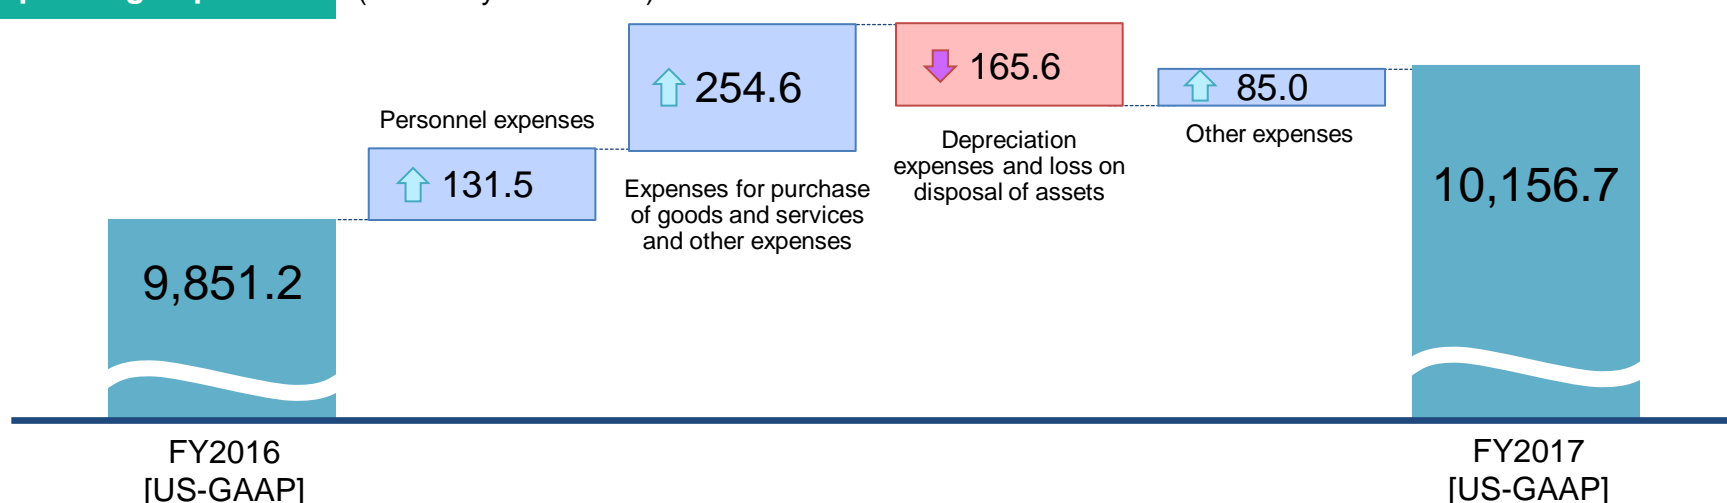 9,851.2
Personnel expenses
131.5
254.6
Expenses for purchase
of goods and services
and other expenses
165.6
Depreciation
expenses and loss on
disposal of assets
85.0
Other expenses
10,156.7
FY2016
[US-GAAP]
FY2017
[US-GAAP]